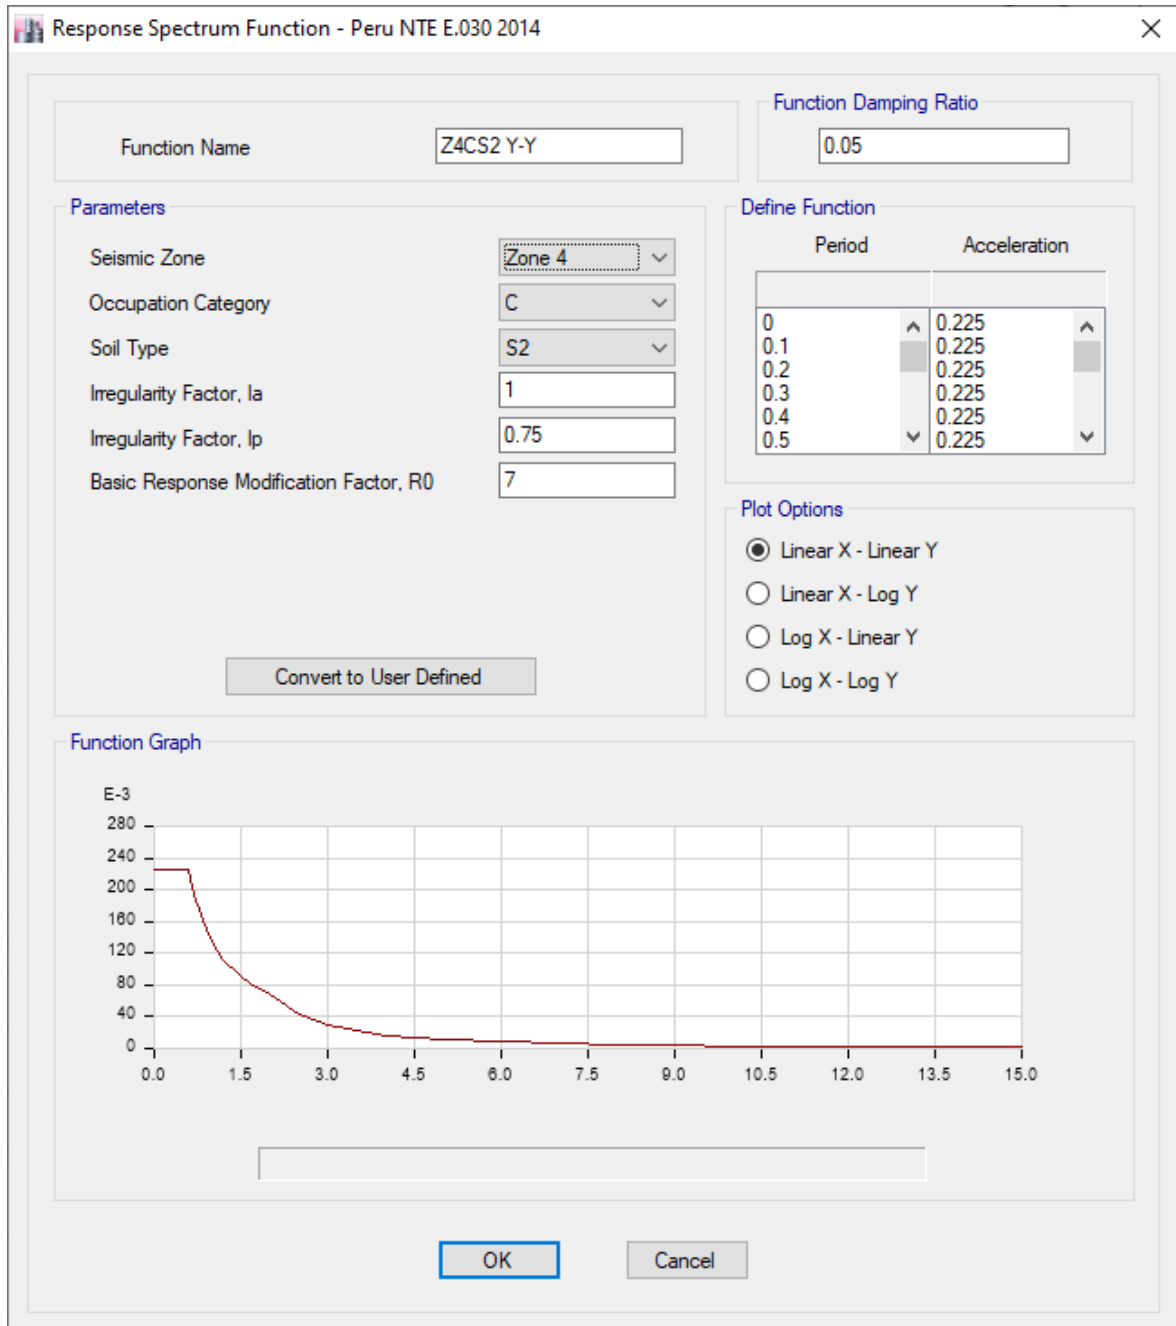 Response Spectrum Function - Peru NTE E.030 2014
Function Name
Z4CS2 Y-Y
Function Damping Ratio
0.05
Parameters
Seismic Zone
Zone 4
Occupation Category
C
Soil Type
S2
Irregularity Factor, Ia
1
Irregularity Factor, Ip
0.75
Basic Response Modification Factor, R0
7
Convert to User Defined
Define Function
Period Acceleration
0 0.225
0.1 0.225
0.2 0.225
0.3 0.225
0.4 0.225
0.5 0.225
Plot Options
Linear X - Linear Y
Linear X - Log Y
Log X - Linear Y
Log X - Log Y
Function Graph
E-3
280
240
200
160
120
80
40
0
0.0 1.5 3.0 4.5 6.0 7.5 9.0 10.5 12.0 13.5 15.0
OK Cancel